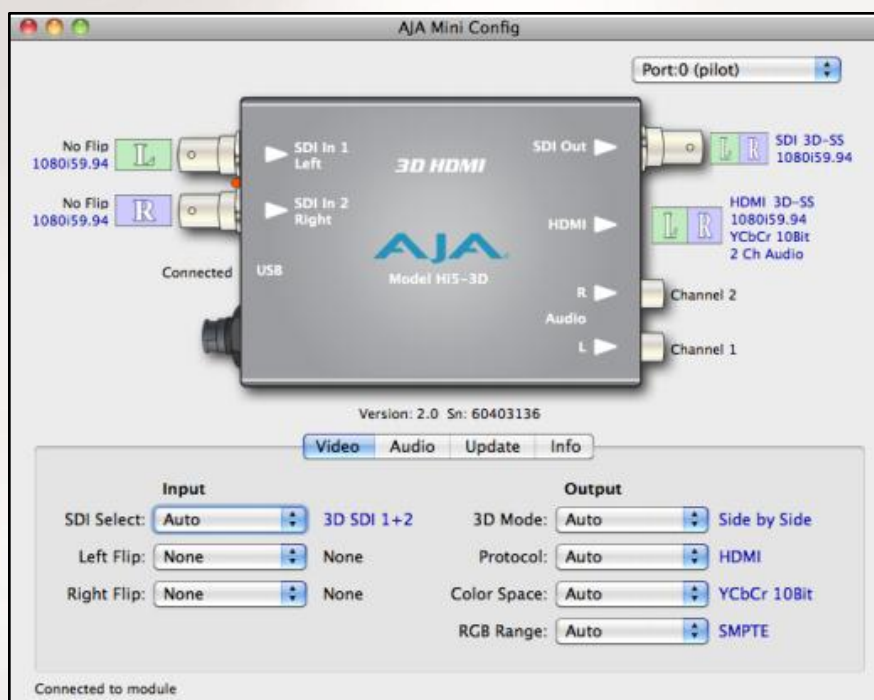 AJA Mini Config
Port:0 (pilot)
No Flip
1080i59.94
L
SDI In 1
Left
3D HDMI
SDI Out
L R
SDI 3D-SS
1080i59.94
No Flip
1080i59.94
R
SDI In 2
Right
HDMI
L R
HDMI 3D-SS
1080i59.94
YCbCr 10Bit
2 Ch Audio
AJA
Connected
USB
Model Hi5-3D
R
Channel 2
Audio
L
Channel 1
Version: 2.0 Sn: 60403136
Video Audio Update Info
Input
Output
SDI Select: Auto 3D SDI 1+2
3D Mode: Auto Side by Side
Left Flip: None None
Protocol: Auto HDMI
Right Flip: None None
Color Space: Auto YCbCr 10Bit
RGB Range: Auto SMPTE
Connected to module